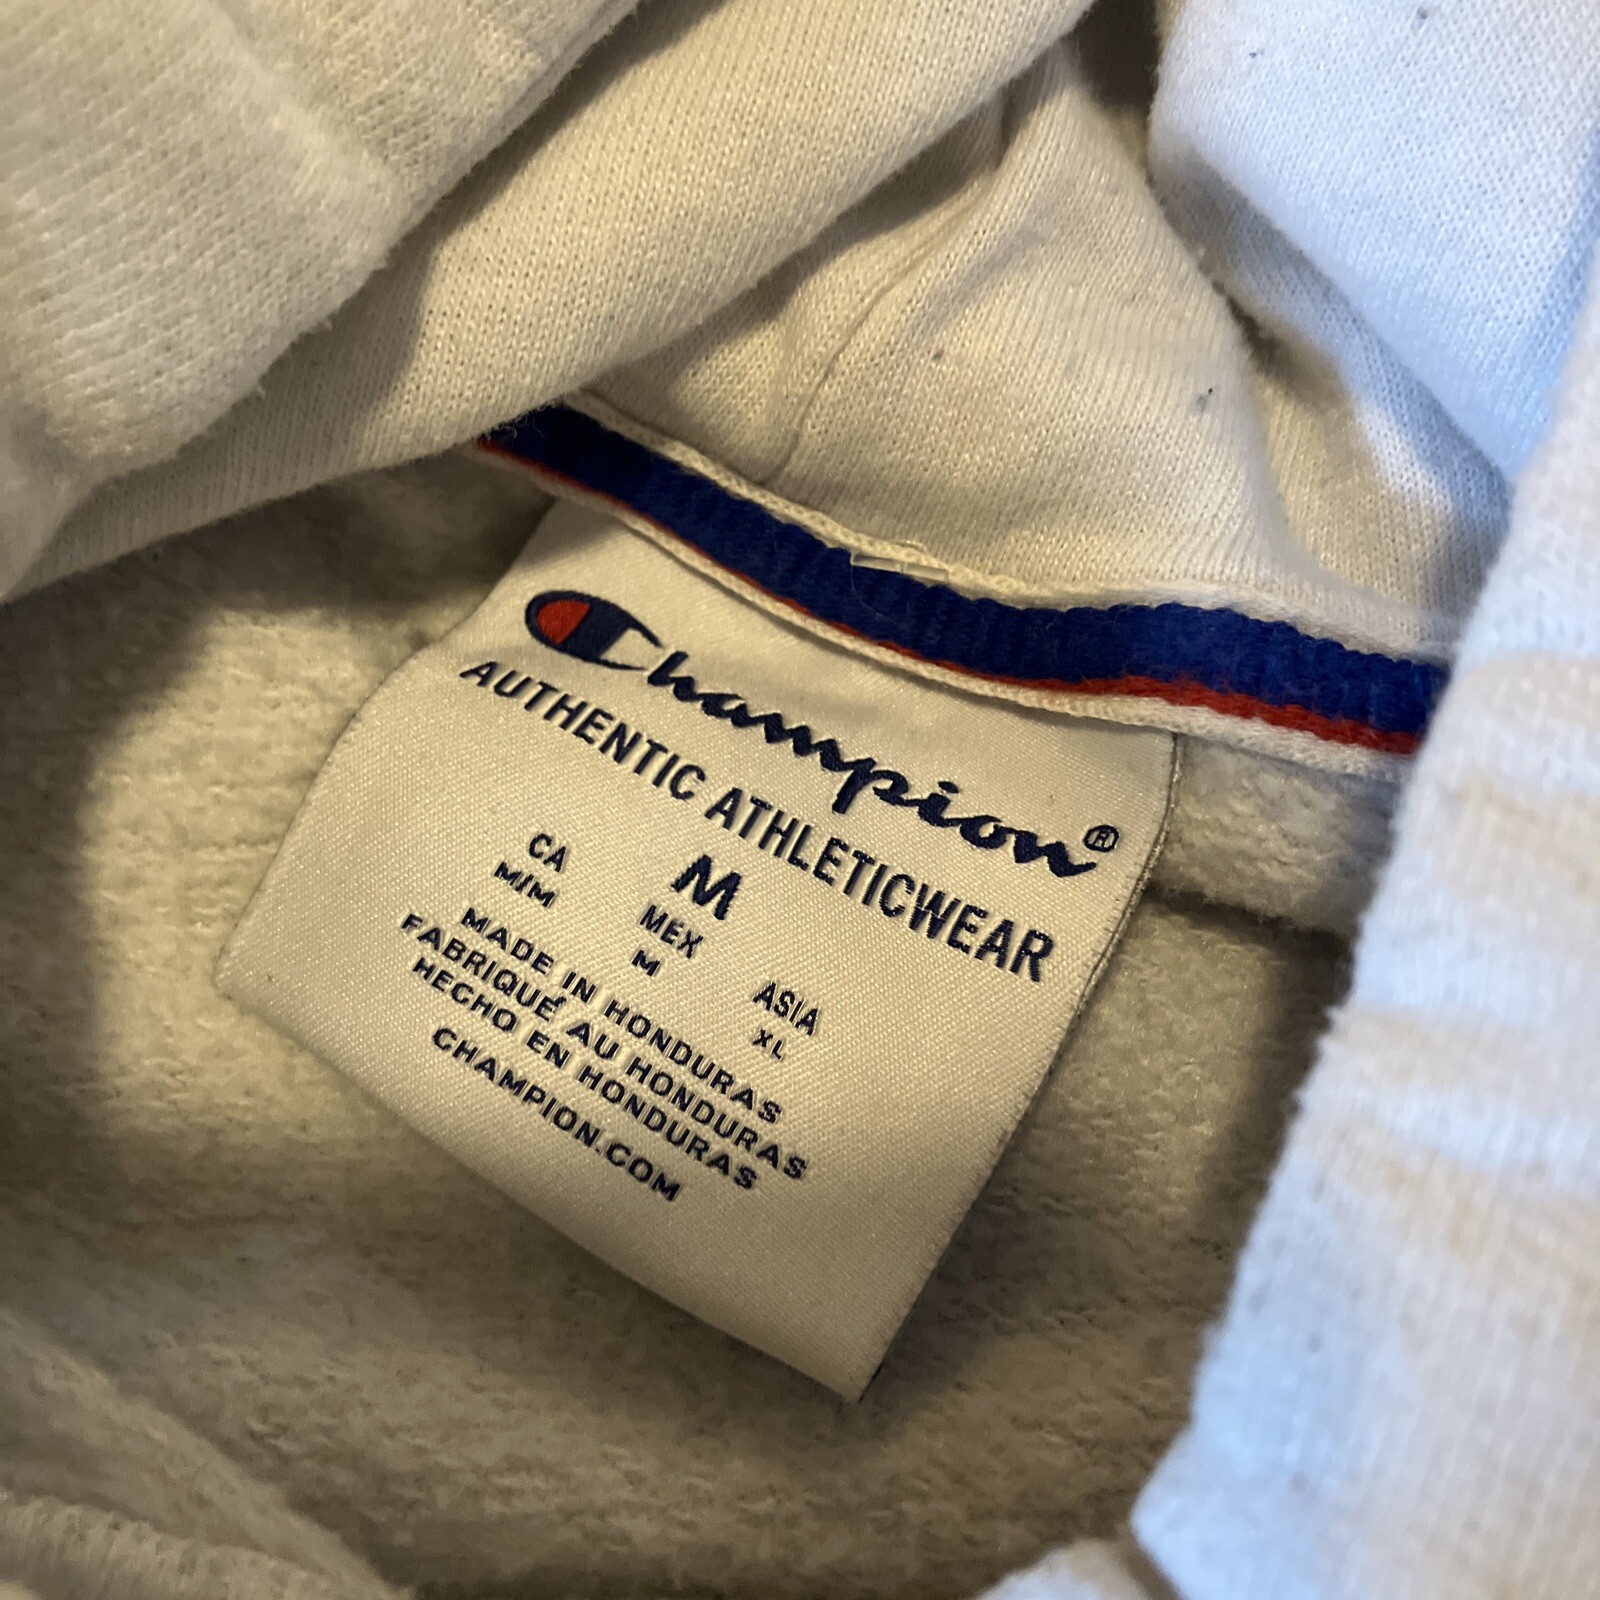 Champion®
AUTHENTIC ATHLETICWEAR
M
CA MEX ASIA
M/M M XL
MADE IN HONDURAS
FABRIQUÉ AU HONDURAS
HECHO EN HONDURAS
CHAMPION.COM